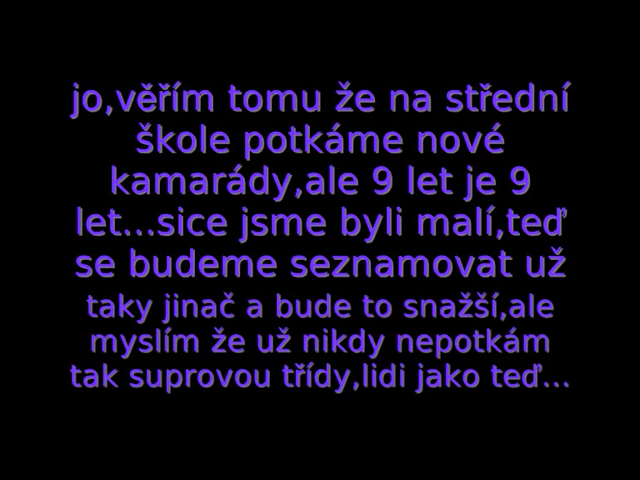 jo,věřím tomu že na střední
škole potkáme nové
kamarády,ale 9 let je 9
let...sice jsme byli malí,teď
se budeme seznamovat už
taky jinač a bude to snažší,ale
myslím že už nikdy nepotkám
tak suprovou třídy,lidi jako teď...